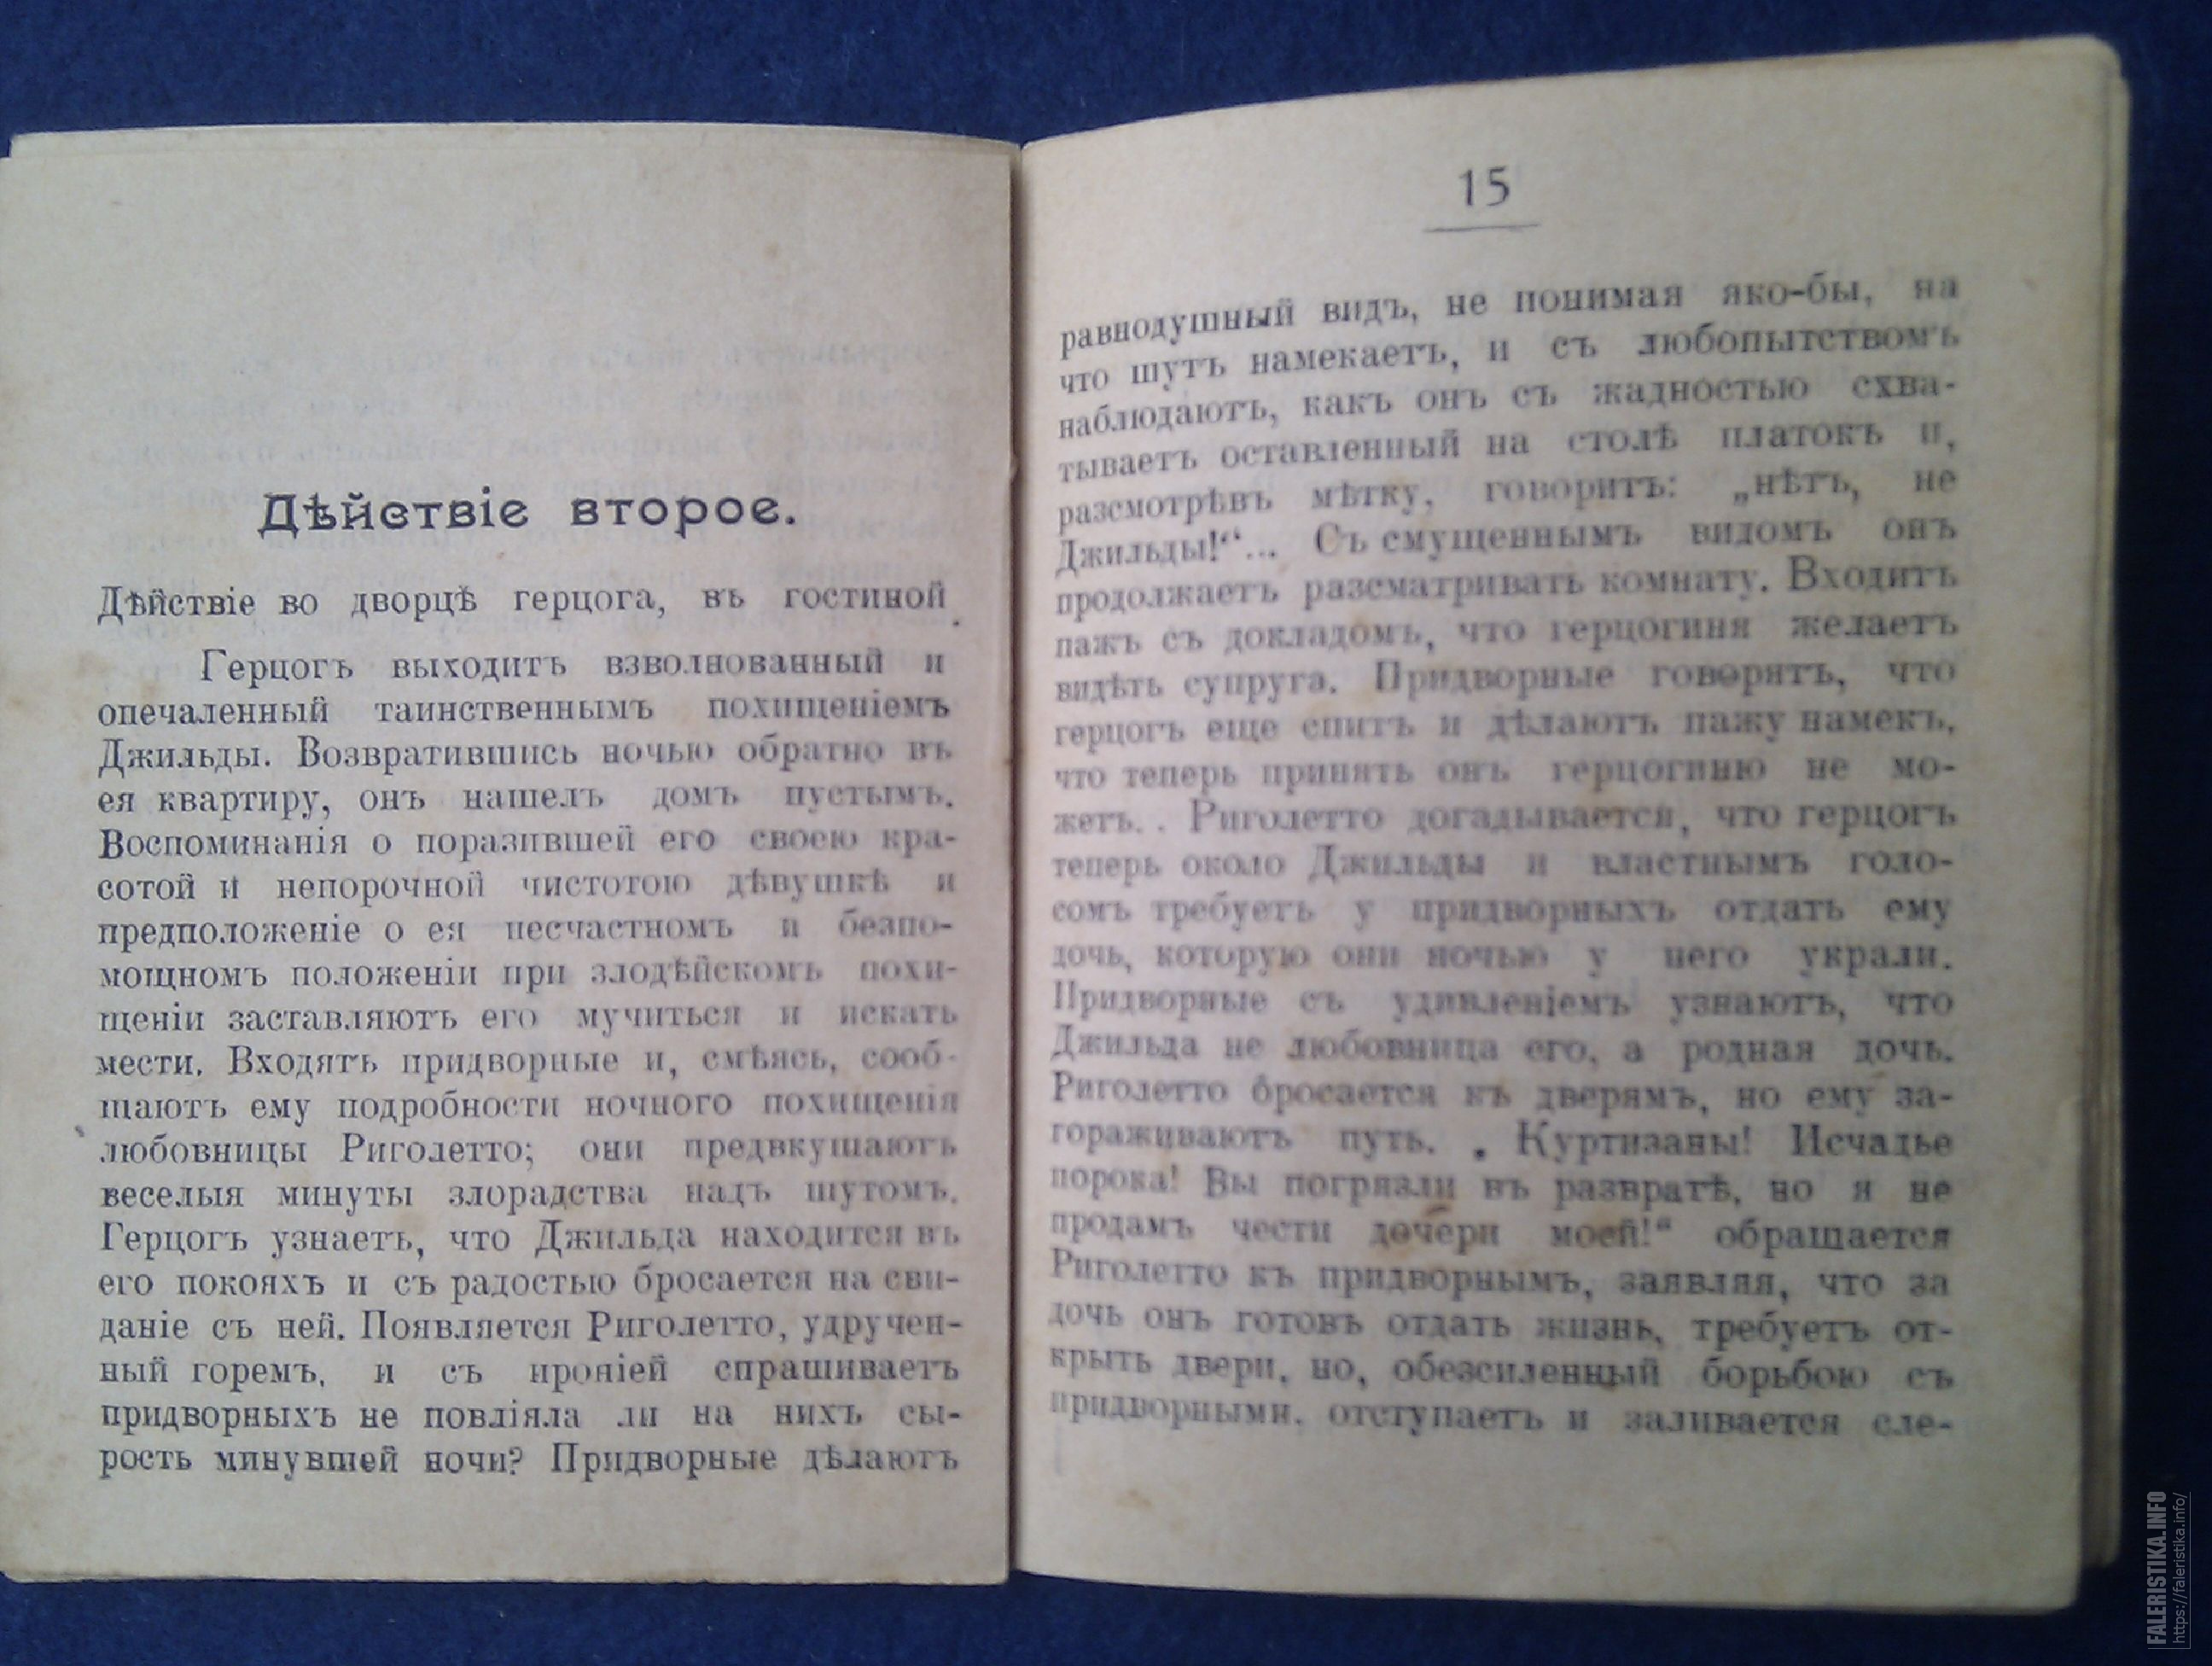 Дѣйствіе второе.
Дѣйствіе во дворцѣ герцога, въ гостиной.
Герцогъ выходитъ взволнованный и
опечаленный таинственнымъ похищеніемъ
Джильды. Возвратившись ночью обратно въ
ея квартиру, онъ нашелъ домъ пустымъ.
Воспоминанія о поразившей его своею кра-
сотой и непорочной чистотою дѣвушкѣ и
предположеніе о ея несчастномъ и безпо-
мощномъ положеніи при злодѣйскомъ похи-
щеніи заставляютъ его мучиться и искать
мести. Входятъ придворные и, смѣясь, сооб-
щаютъ ему подробности ночного похищенія
любовницы Риголетто; они предвкушаютъ
веселыя минуты злорадства надъ шутомъ.
Герцогъ узнаетъ, что Джильда находится въ
его покояхъ и съ радостью бросается на сви-
даніе съ ней. Появляется Риголетто, удручен-
ный горемъ, и съ ироніей спрашиваетъ
придворныхъ не повліяла ли на нихъ сы-
рость минувшей ночи? Придворные дѣлаютъ
15
равнодушный видъ, не понимая яко-бы, на
что шутъ намекаетъ, и съ любопытствомъ
наблюдаютъ, какъ онъ съ жадностью схва-
тываетъ оставленный на столѣ платокъ и,
разсмотрѣвъ мѣтку, говоритъ: „нѣтъ, не
Джильды!“... Съ смущеннымъ видомъ онъ
продолжаетъ разсматривать комнату. Входитъ
пажъ съ докладомъ, что герцогиня желаетъ
видѣть супруга. Придворные говорятъ, что
герцогъ еще спитъ и дѣлаютъ пажу намекъ,
что теперь принять онъ герцогиню не мо-
жетъ. . Риголетто догадывается, что герцогъ
теперь около Джильды и властнымъ голо-
сомъ требуетъ у придворныхъ отдать ему
дочь, которую они ночью у него украли.
Придворные съ удивленіемъ узнаютъ, что
Джильда не любовница его, а родная дочь.
Риголетто бросается къ дверямъ, но ему за-
гораживаютъ путь. „Куртизаны! Исчадье
порока! Вы погрязли въ развратѣ, но я не
продамъ чести дочери моей!“ обращается
Риголетто къ придворнымъ, заявляя, что за
дочь онъ готовъ отдать жизнь, требуетъ от-
крыть двери, но, обезсиленный борьбою съ
придворными, отступаетъ и заливается сле-
FALERISTIKA.INFO
https://faleristika.info/